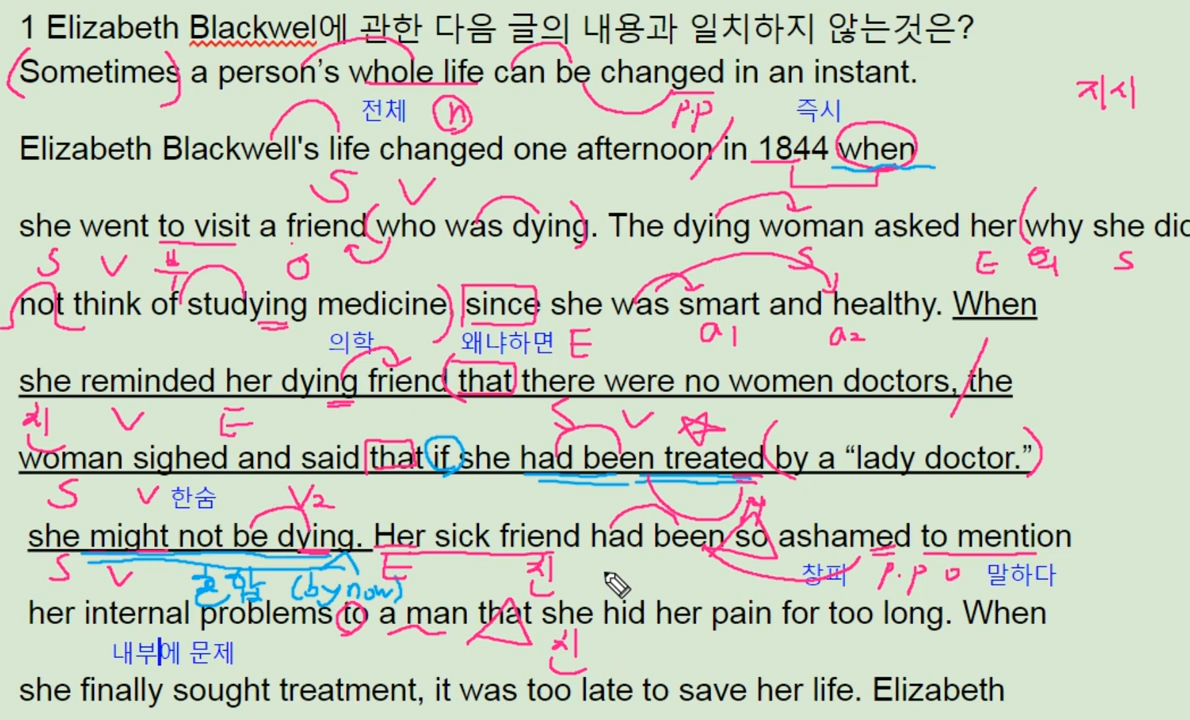 1 Elizabeth Blackwel에 관한 다음 글의 내용과 일치하지 않는것은?
(Sometimes) a person's whole life can be changed in an instant.
전체 n p.p 즉시 지시
Elizabeth Blackwell's life changed one afternoon / in 1844 when
S V
she went to visit a friend (who was dying). The dying woman asked her (why she did
S V O S E S
not think of studying medicine) since she was smart and healthy. When
의학 왜냐하면 E a1 a2
she reminded her dying friend (that there were no women doctors, / the
친 V E S V
woman sighed and said that if she had been treated (by a “lady doctor.”)
S V 한숨 V2
she might not be dying. Her sick friend had been so ashamed to mention
S V 혼합 (by now) E 친 창피 p.p 말하다
her internal problems to a man that she hid her pain for too long. When
내부에 문제 친
she finally sought treatment, it was too late to save her life. Elizabeth